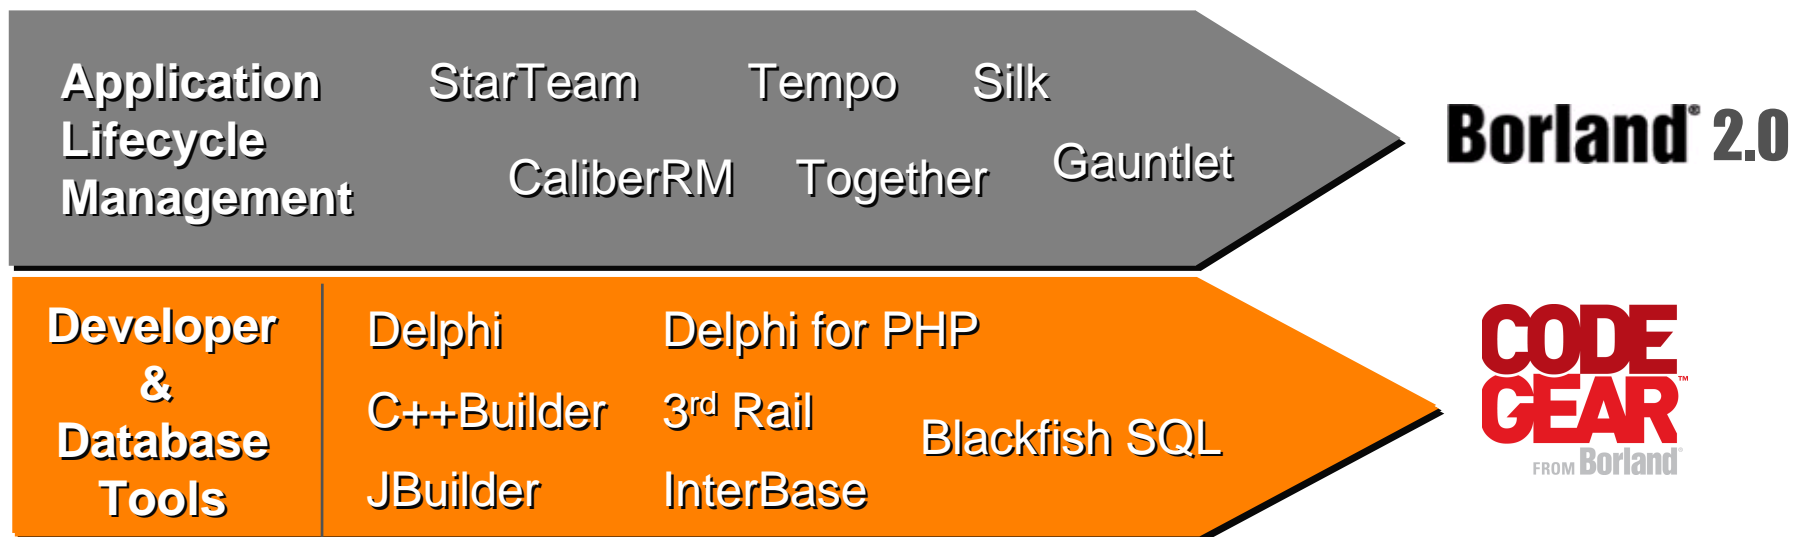 Application
Lifecycle
Management
StarTeam Tempo Silk
CaliberRM Together Gauntlet
Borland® 2.0
Developer
&
Database
Tools
Delphi Delphi for PHP
C++Builder 3rd Rail
Blackfish SQL
JBuilder InterBase
CODE
GEAR™
FROM Borland®